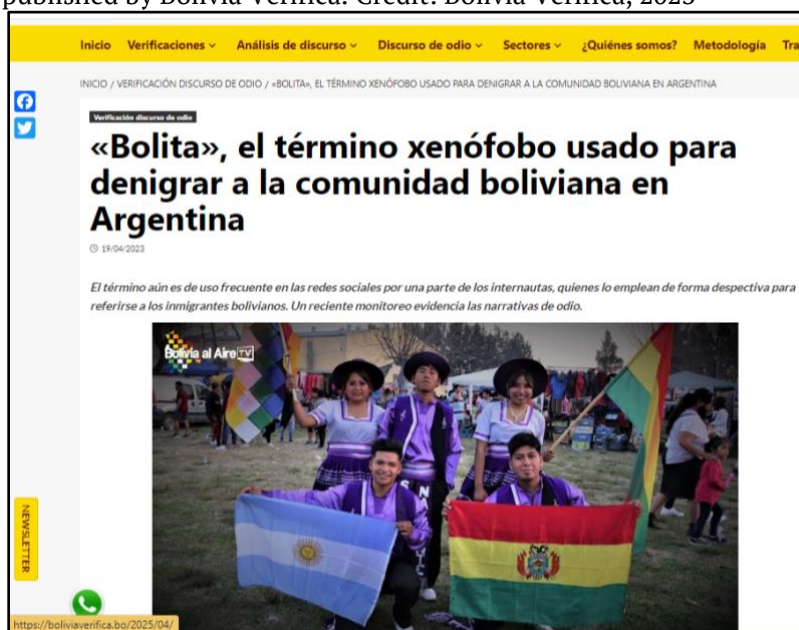 published by Bolivia Verifica. Credit: Bolivia Verifica, 2023
Inicio Verificaciones Análisis de discurso Discurso de odio Sectores ¿Quiénes somos? Metodología Tra
INICIO / VERIFICACIÓN DISCURSO DE ODIO / «BOLITA», EL TÉRMINO XENÓFOBO USADO PARA DENIGRAR A LA COMUNIDAD BOLIVIANA EN ARGENTINA
Verificación discurso de odio
«Bolita», el término xenófobo usado para
denigrar a la comunidad boliviana en
Argentina
19/04/2023
El término aún es de uso frecuente en las redes sociales por una parte de los internautas, quienes lo emplean de forma despectiva para
referirse a los inmigrantes bolivianos. Un reciente monitoreo evidencia las narrativas de odio.
Bolivia al Aire TV
NEWSLETTER
https://boliviaverifica.bo/2025/04/